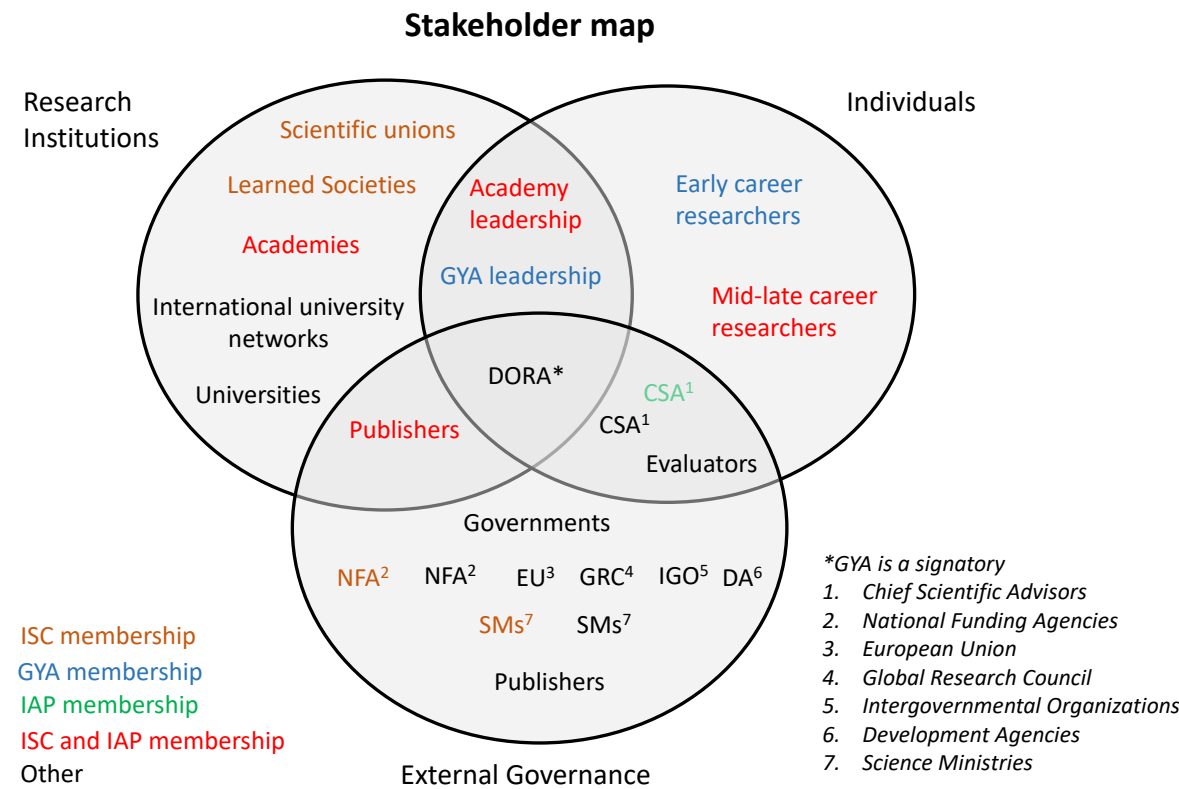 Stakeholder map
Research
Institutions
Individuals
Scientific unions
Learned Societies
Academies
International university
networks
Universities
Academy
leadership
GYA leadership
Early career
researchers
Mid-late career
researchers
DORA*
CSA¹
CSA¹
Evaluators
Publishers
Governments
NFA² NFA² EU³ GRC⁴ IGO⁵ DA⁶
SMs⁷ SMs⁷
Publishers
External Governance
ISC membership
GYA membership
IAP membership
ISC and IAP membership
Other
*GYA is a signatory
1. Chief Scientific Advisors
2. National Funding Agencies
3. European Union
4. Global Research Council
5. Intergovernmental Organizations
6. Development Agencies
7. Science Ministries